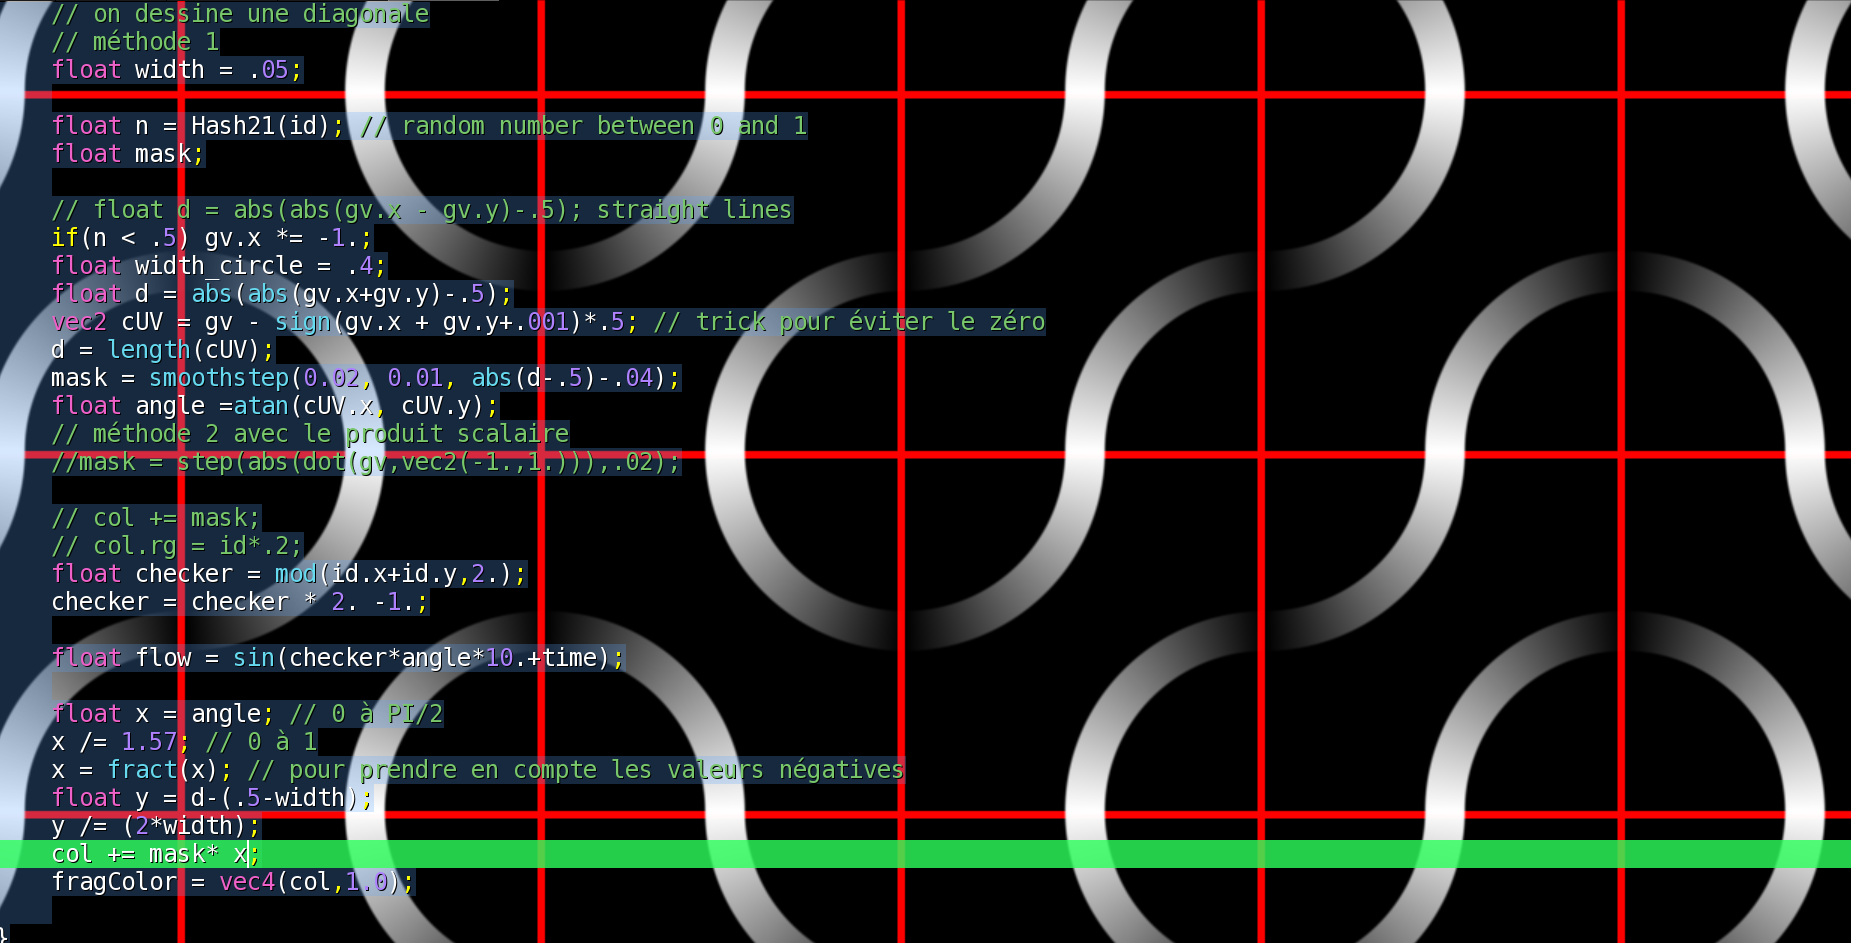 // on dessine une diagonale
// méthode 1
float width = .05;
float n = Hash21(id); // random number between 0 and 1
float mask;
// float d = abs(abs(gv.x - gv.y)-.5); straight lines
if(n < .5) gv.x *= -1.;
float width_circle = .4;
float d = abs(abs(gv.x+gv.y)-.5);
vec2 cUV = gv - sign(gv.x + gv.y+.001)*.5; // trick pour éviter le zéro
d = length(cUV);
mask = smoothstep(0.02, 0.01, abs(d-.5)-.04);
float angle =atan(cUV.x, cUV.y);
// méthode 2 avec le produit scalaire
//mask = step(abs(dot(gv,vec2(-1.,1.))),.02);
// col += mask;
// col.rg = id*.2;
float checker = mod(id.x+id.y,2.);
checker = checker * 2. -1.;
float flow = sin(checker*angle*10.+time);
float x = angle; // 0 à PI/2
x /= 1.57; // 0 à 1
x = fract(x); // pour prendre en compte les valeurs négatives
float y = d-(.5-width);
y /= (2*width);
col += mask* x;
fragColor = vec4(col,1.0);
}